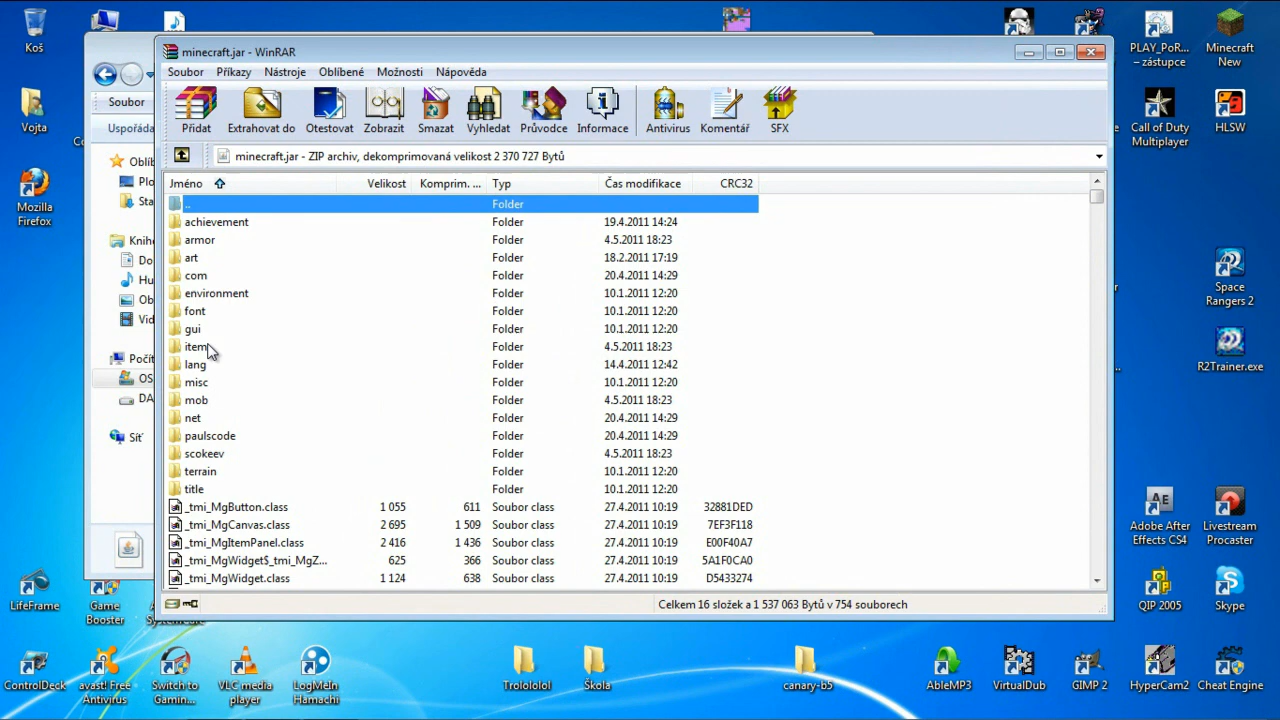 Koš
Vojta
Mozilla
Firefox
LifeFrame
Game
Booster
ControlDeck
avast! Free
Antivirus
Switch to
Gamin...
VLC media
player
LogMeIn
Hamachi
Trolololol
Škola
canary-b5
AbleMP3
VirtualDub
GIMP 2
HyperCam2
Cheat Engine
PLAY_PoR...
– zástupce
Minecraft
New
Call of Duty
Multiplayer
HLSW
Space
Rangers 2
R2Trainer.exe
Adobe After
Effects CS4
Livestream
Procaster
QIP 2005
Skype
Soubor
Uspořáda
Oblíb
Plo
Sta
Kniho
Do
Hu
Ob
Vid
Počít
OS
DA
Síť
minecraft.jar - WinRAR
Soubor Příkazy Nástroje Oblíbené Možnosti Nápověda
Přidat Extrahovat do Otestovat Zobrazit Smazat Vyhledat Průvodce Informace Antivirus Komentář SFX
minecraft.jar - ZIP archiv, dekomprimovaná velikost 2 370 727 Bytů
Jméno Velikost Komprim. ... Typ Čas modifikace CRC32
.. Folder
achievement Folder 19.4.2011 14:24
armor Folder 4.5.2011 18:23
art Folder 18.2.2011 17:19
com Folder 20.4.2011 14:29
environment Folder 10.1.2011 12:20
font Folder 10.1.2011 12:20
gui Folder 10.1.2011 12:20
item Folder 4.5.2011 18:23
lang Folder 14.4.2011 12:42
misc Folder 10.1.2011 12:20
mob Folder 4.5.2011 18:23
net Folder 20.4.2011 14:29
paulscode Folder 20.4.2011 14:29
scokeev Folder 4.5.2011 18:23
terrain Folder 10.1.2011 12:20
title Folder 10.1.2011 12:20
_tmi_MgButton.class 1 055 611 Soubor class 27.4.2011 10:19 32881DED
_tmi_MgCanvas.class 2 695 1 509 Soubor class 27.4.2011 10:19 7EF3F118
_tmi_MgItemPanel.class 2 416 1 436 Soubor class 27.4.2011 10:19 E00F40A7
_tmi_MgWidget$_tmi_MgZ... 625 366 Soubor class 27.4.2011 10:19 5A1F0CA0
_tmi_MgWidget.class 1 124 638 Soubor class 27.4.2011 10:19 D5433274
Celkem 16 složek a 1 537 063 Bytů v 754 souborech